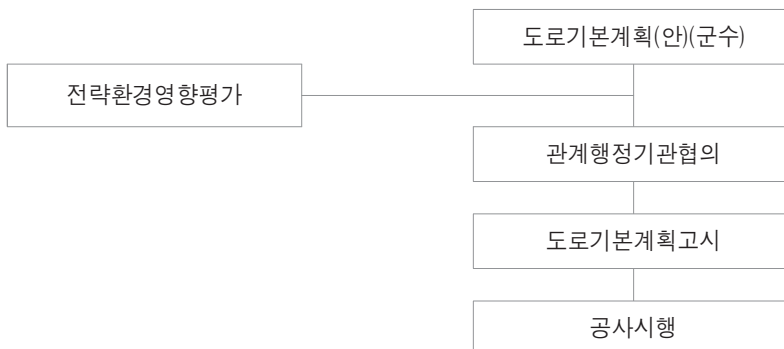 도로기본계획(안)(군수)
전략환경영향평가
관계행정기관협의
도로기본계획고시
공사시행